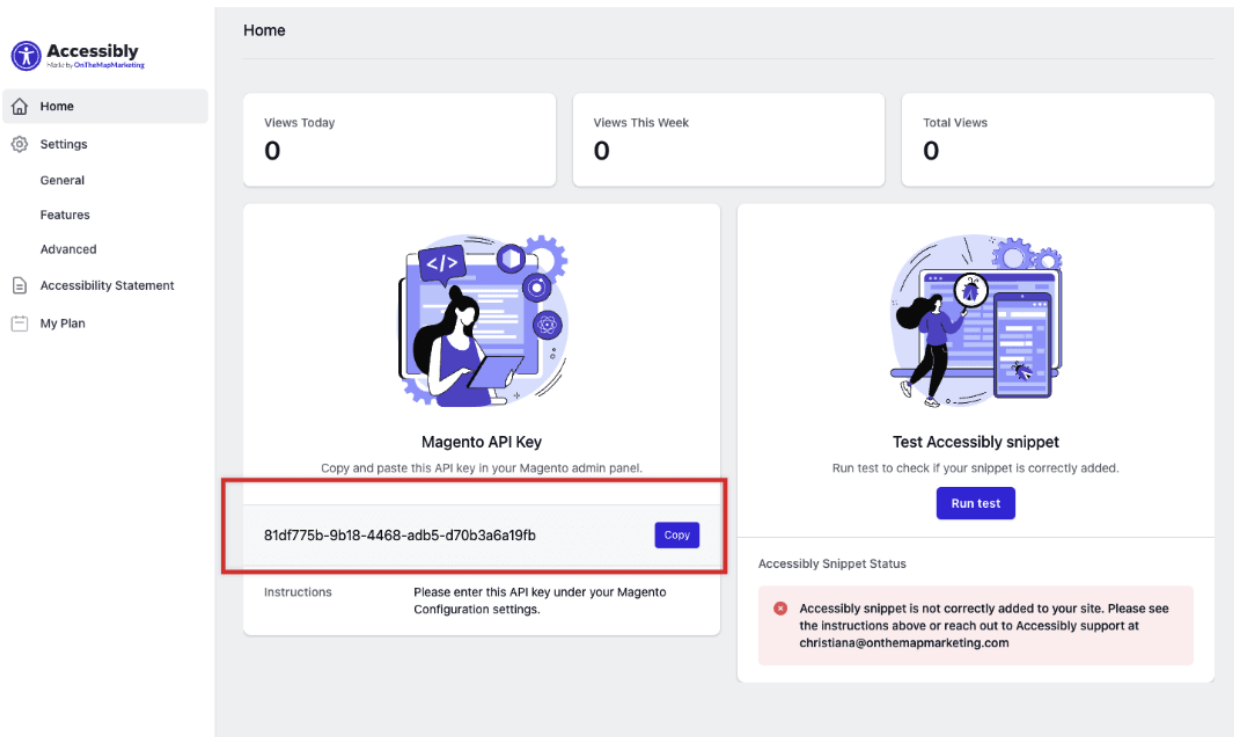 Accessibly
Made by OnTheMapMarketing
Home
Settings
General
Features
Advanced
Accessibility Statement
My Plan
Home
Views Today
0
Views This Week
0
Total Views
0
</>
Magento API Key
Copy and paste this API key in your Magento admin panel.
81df775b-9b18-4468-adb5-d70b3a6a19fb
Copy
Instructions
Please enter this API key under your Magento
Configuration settings.
Test Accessibly snippet
Run test to check if your snippet is correctly added.
Run test
Accessibly Snippet Status
Accessibly snippet is not correctly added to your site. Please see
the instructions above or reach out to Accessibly support at
christiana@onthemapmarketing.com